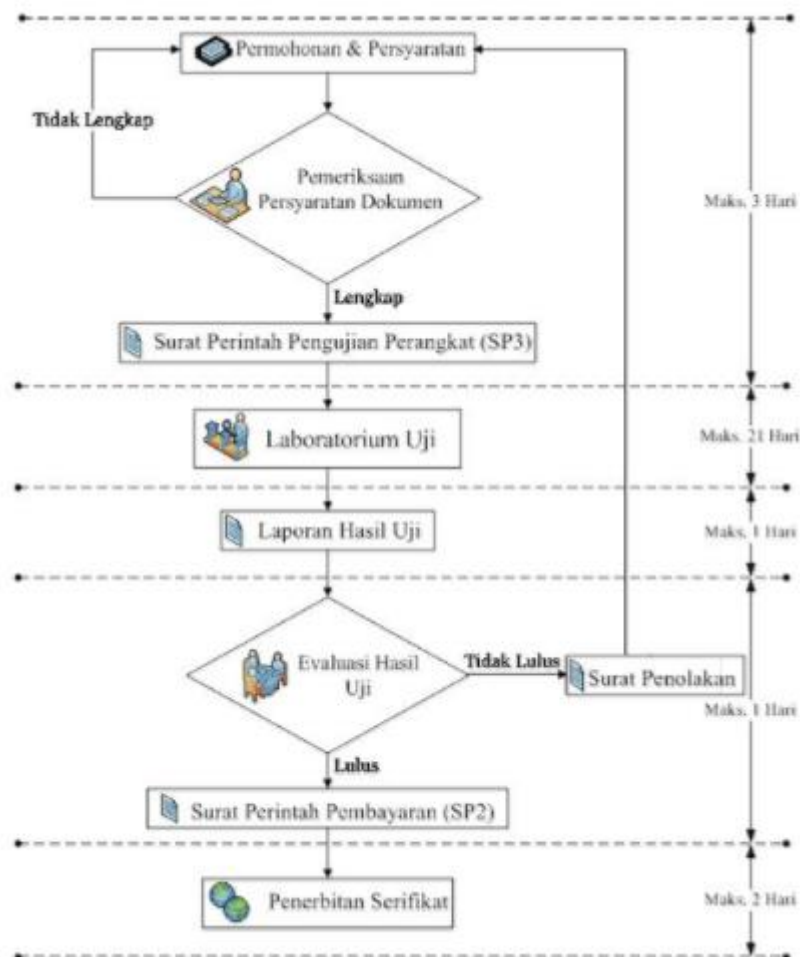 Permohonan & Persyaratan
Tidak Lengkap
Pemeriksaan
Persyaratan Dokumen
Maks. 3 Hari
Lengkap
Surat Perintah Pengujian Perangkat (SP3)
Laboratorium Uji
Maks. 21 Hari
Laporan Hasil Uji
Maks. 1 Hari
Evaluasi Hasil
Uji
Tidak Lulus
Surat Penolakan
Maks. 1 Hari
Lulus
Surat Perintah Pembayaran (SP2)
Penerbitan Serifikat
Maks. 2 Hari